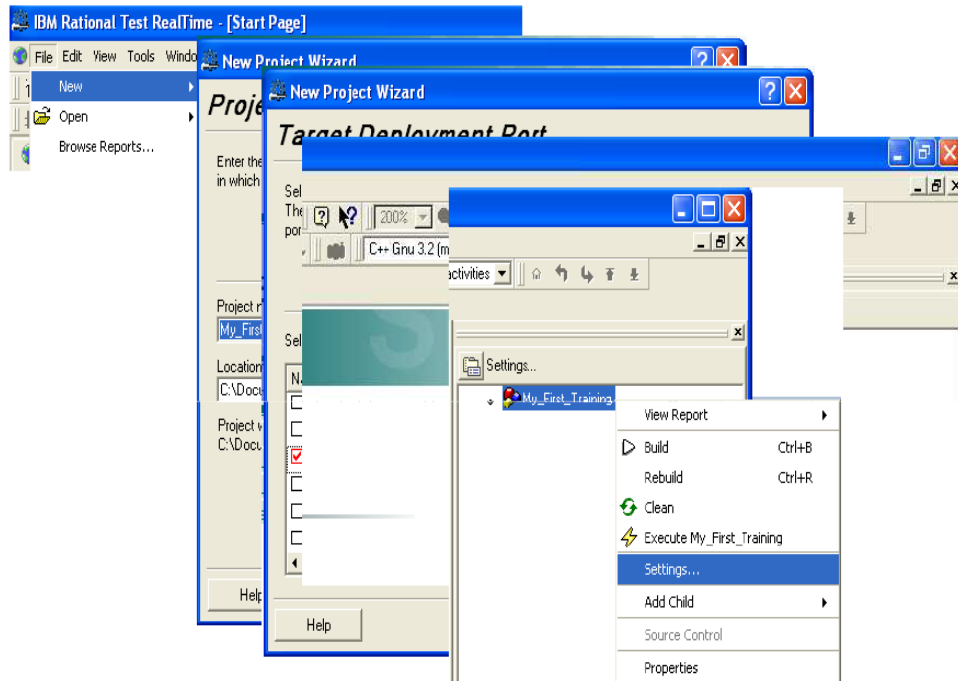 IBM Rational Test RealTime - [Start Page]
File Edit View Tools
New
Open
Browse Reports...
New Project Wizard
Enter the
in which
Project
Location
C:\Docu
Project
C:\Docu
Help
New Project Wizard
Target Deployment Port
Sel
The
por
Sel
Help
200%
C++ Gnu 3.2
activities
S
Settings...
My_First_Training
View Report
Build Ctrl+B
Rebuild Ctrl+R
Clean
Execute My_First_Training
Settings...
Add Child
Source Control
Properties